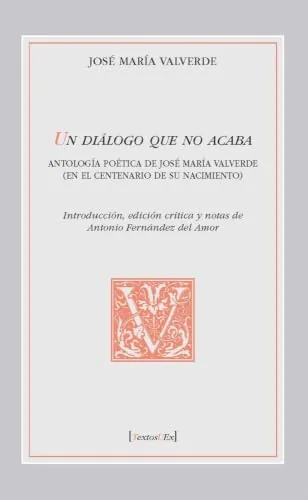 JOSÉ MARÍA VALVERDE
UN DIÁLOGO QUE NO ACABA
ANTOLOGÍA POÉTICA DE JOSÉ MARÍA VALVERDE
(EN EL CENTENARIO DE SU NACIMIENTO)
Introducción, edición crítica y notas de
Antonio Fernández del Amor
V
[TextosUEx]